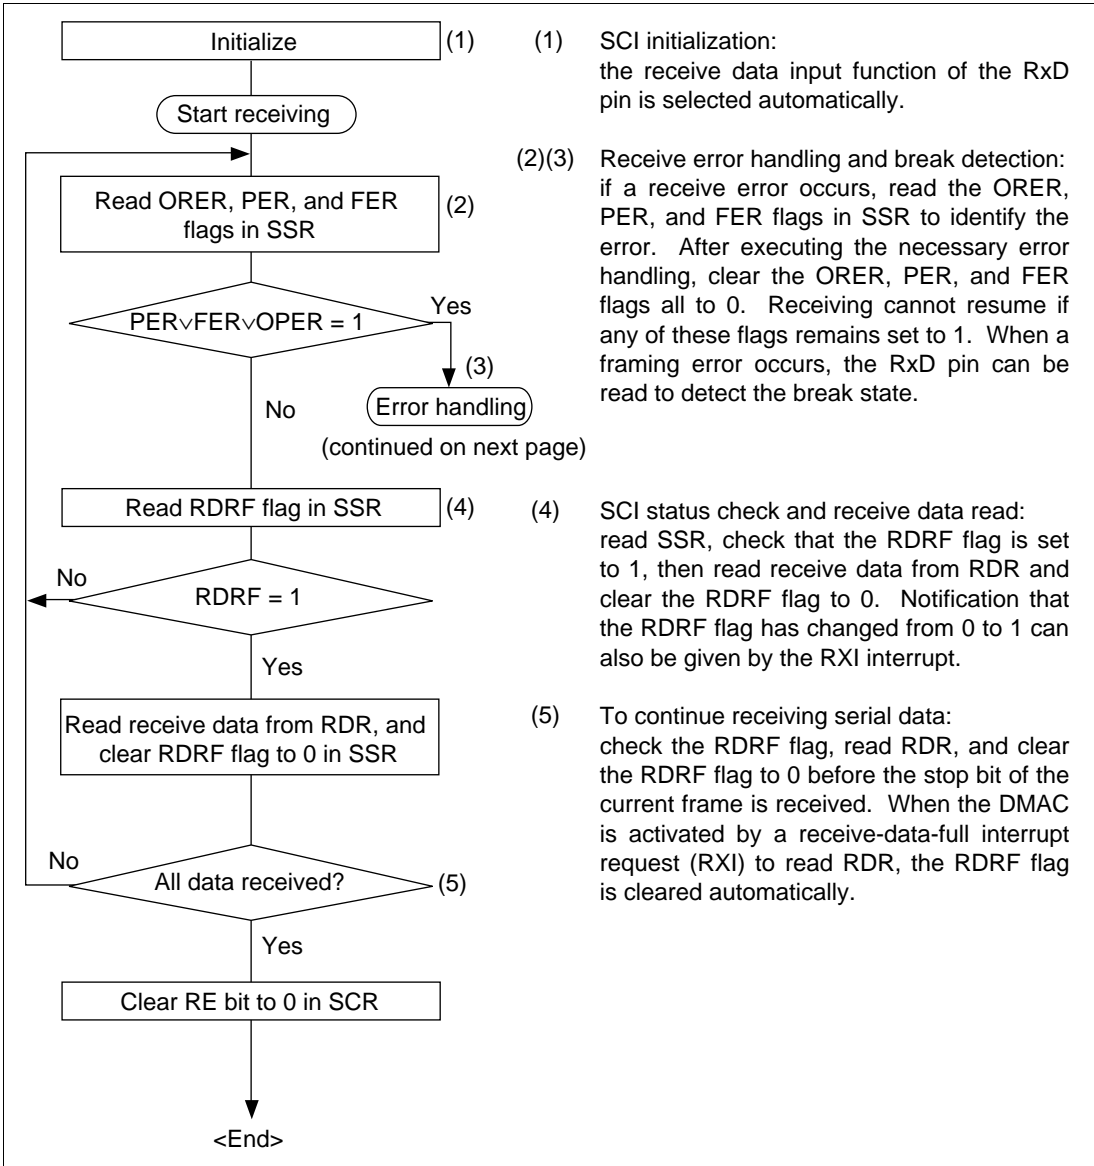 Initialize
(1)
Start receiving
Read ORER, PER, and FER
flags in SSR
(2)
PER∨FER∨OPER = 1
Yes
(3)
Error handling
(continued on next page)
No
Read RDRF flag in SSR
(4)
No
RDRF = 1
Yes
Read receive data from RDR, and
clear RDRF flag to 0 in SSR
No
All data received?
(5)
Yes
Clear RE bit to 0 in SCR
<End>
(1) SCI initialization:
the receive data input function of the RxD
pin is selected automatically.
(2)(3) Receive error handling and break detection:
if a receive error occurs, read the ORER,
PER, and FER flags in SSR to identify the
error. After executing the necessary error
handling, clear the ORER, PER, and FER
flags all to 0. Receiving cannot resume if
any of these flags remains set to 1. When a
framing error occurs, the RxD pin can be
read to detect the break state.
(4) SCI status check and receive data read:
read SSR, check that the RDRF flag is set
to 1, then read receive data from RDR and
clear the RDRF flag to 0. Notification that
the RDRF flag has changed from 0 to 1 can
also be given by the RXI interrupt.
(5) To continue receiving serial data:
check the RDRF flag, read RDR, and clear
the RDRF flag to 0 before the stop bit of the
current frame is received. When the DMAC
is activated by a receive-data-full interrupt
request (RXI) to read RDR, the RDRF flag
is cleared automatically.